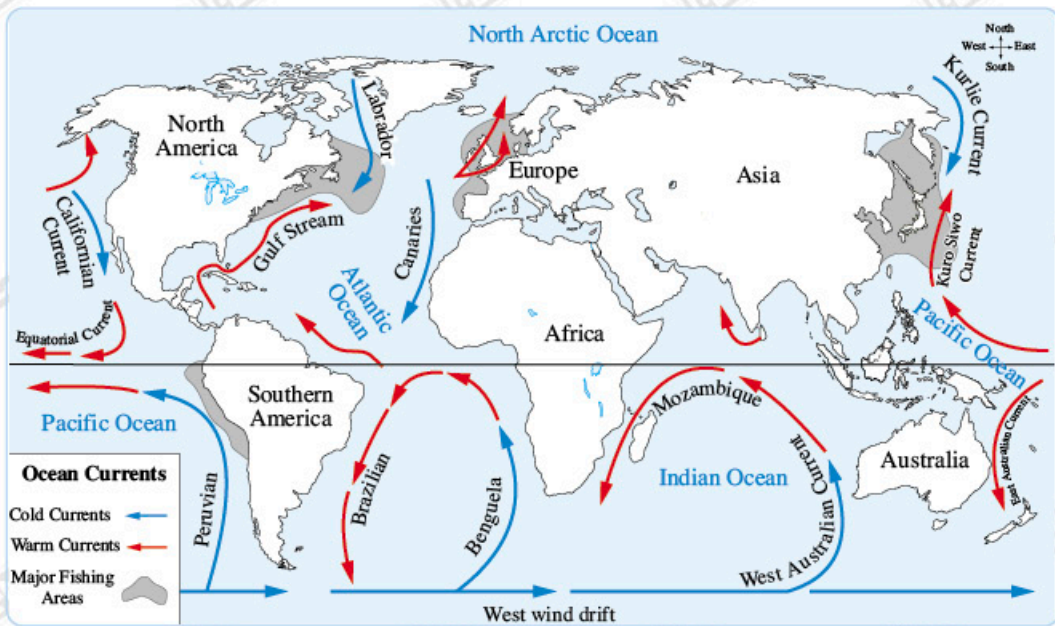 North Arctic Ocean
North
West
East
South
Kurlie Current
Labrador
North
America
Europe
Asia
Californian
Current
Gulf Stream
Canaries
Kuro Siwo
Current
Atlantic
Ocean
Equatorial Current
Africa
Pacific Ocean
Southern
America
Mozambique
Pacific Ocean
Indian Ocean
Australia
East Australian Current
Peruvian
Brazilian
Benguela
West Australian Current
Ocean Currents
Cold Currents
Warm Currents
Major Fishing
Areas
West wind drift